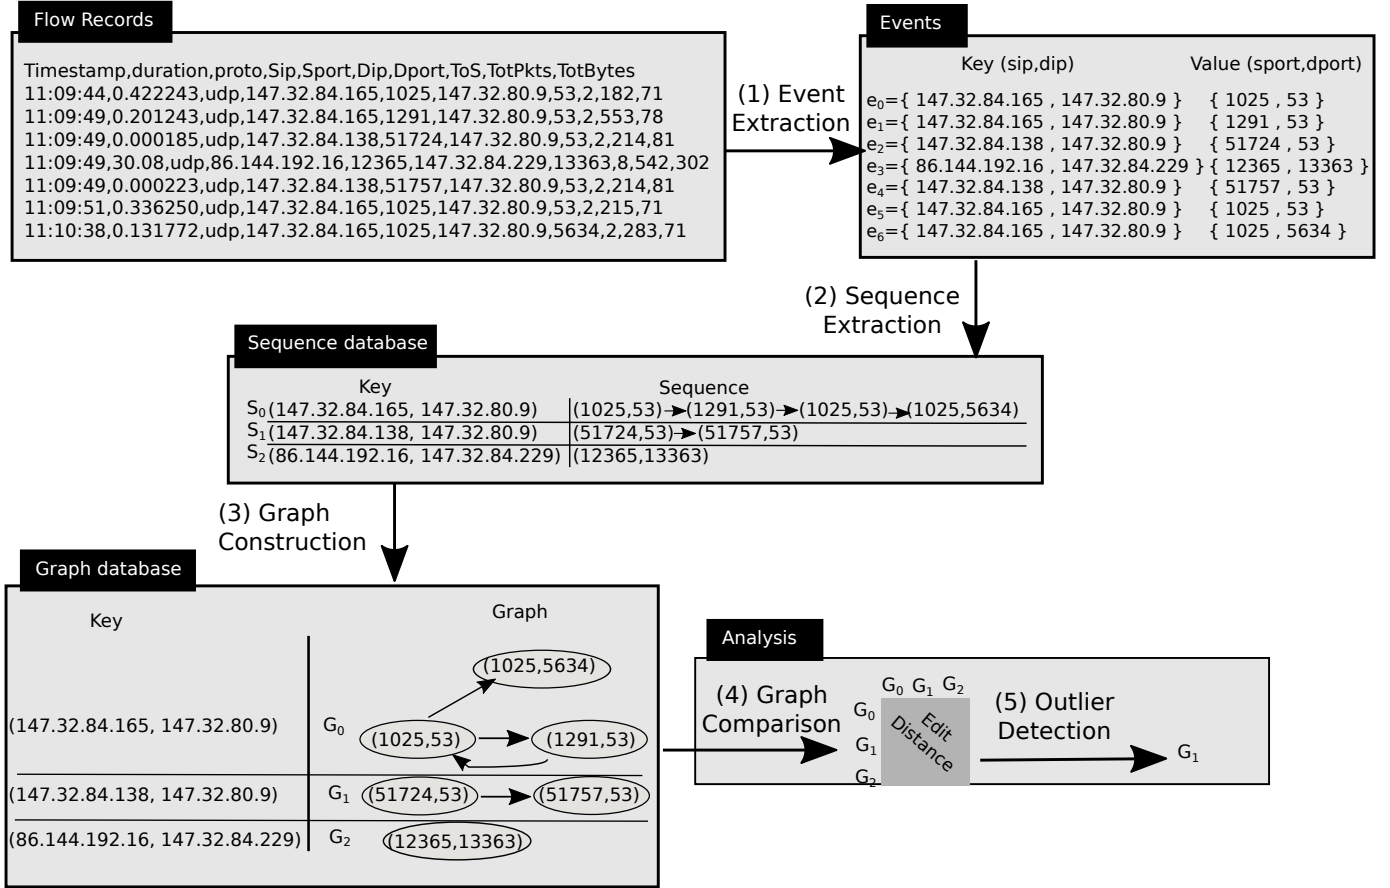 Flow Records
Timestamp,duration,proto,Sip,Sport,Dip,Dport,ToS,TotPkts,TotBytes
11:09:44,0.422243,udp,147.32.84.165,1025,147.32.80.9,53,2,182,71
11:09:49,0.201243,udp,147.32.84.165,1291,147.32.80.9,53,2,553,78
11:09:49,0.000185,udp,147.32.84.138,51724,147.32.80.9,53,2,214,81
11:09:49,30.08,udp,86.144.192.16,12365,147.32.84.229,13363,8,542,302
11:09:49,0.000223,udp,147.32.84.138,51757,147.32.80.9,53,2,214,81
11:09:51,0.336250,udp,147.32.84.165,1025,147.32.80.9,53,2,215,71
11:10:38,0.131772,udp,147.32.84.165,1025,147.32.80.9,5634,2,283,71
(1) Event
Extraction
Events
Key (sip,dip) Value (sport,dport)
e0={ 147.32.84.165 , 147.32.80.9 } { 1025 , 53 }
e1={ 147.32.84.165 , 147.32.80.9 } { 1291 , 53 }
e2={ 147.32.84.138 , 147.32.80.9 } { 51724 , 53 }
e3={ 86.144.192.16 , 147.32.84.229 } { 12365 , 13363 }
e4={ 147.32.84.138 , 147.32.80.9 } { 51757 , 53 }
e5={ 147.32.84.165 , 147.32.80.9 } { 1025 , 53 }
e6={ 147.32.84.165 , 147.32.80.9 } { 1025 , 5634 }
(2) Sequence
Extraction
Sequence database
Key Sequence
S0 (147.32.84.165, 147.32.80.9) (1025,53) (1291,53) (1025,53) (1025,5634)
S1 (147.32.84.138, 147.32.80.9) (51724,53) (51757,53)
S2 (86.144.192.16, 147.32.84.229) (12365,13363)
(3) Graph
Construction
Graph database
Key Graph
(1025,5634)
(147.32.84.165, 147.32.80.9) G0 (1025,53) (1291,53)
(147.32.84.138, 147.32.80.9) G1 (51724,53) (51757,53)
(86.144.192.16, 147.32.84.229) G2 (12365,13363)
Analysis
(4) Graph
Comparison
G0 G1 G2
G0
G1
G2
Edit
Distance
(5) Outlier
Detection
G1